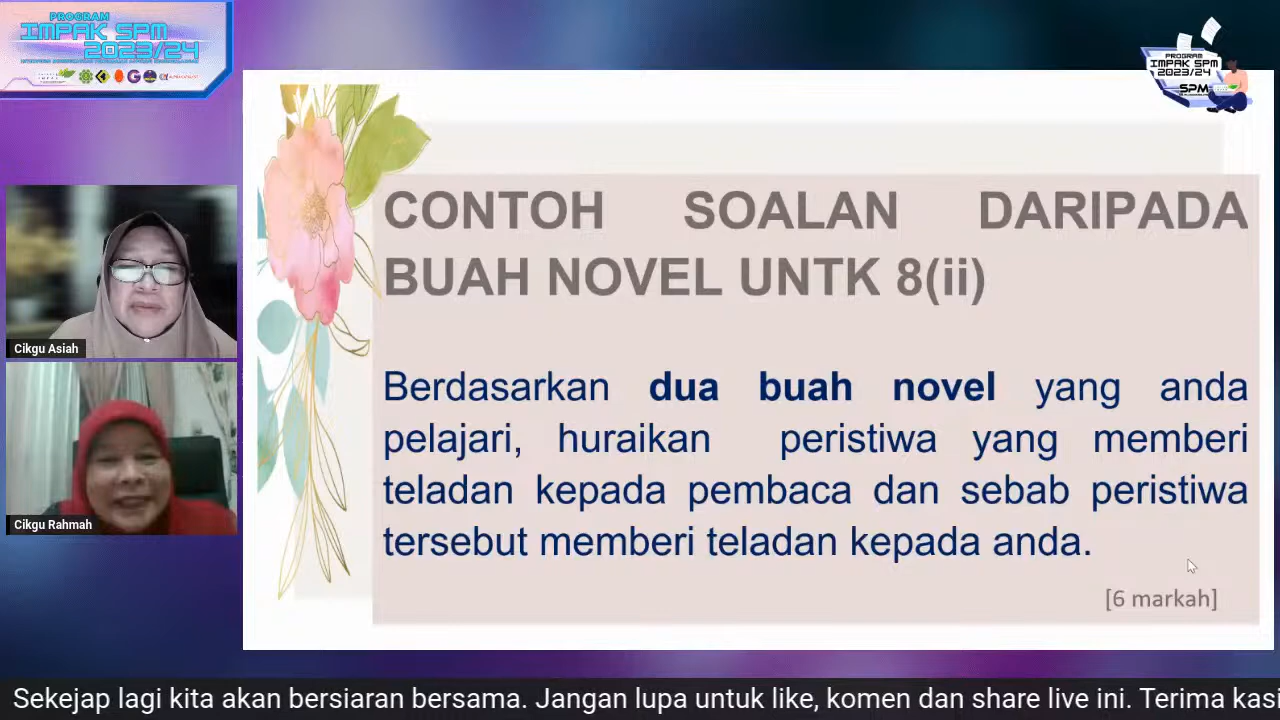 PROGRAM
IMPAK SPM
2023/24
PROGRAM
IMPAK SPM
2023/24
SPM
CONTOH SOALAN DARIPADA
BUAH NOVEL UNTK 8(ii)
Berdasarkan dua buah novel yang anda
pelajari, huraikan peristiwa yang memberi
teladan kepada pembaca dan sebab peristiwa
tersebut memberi teladan kepada anda.
[6 markah]
Cikgu Asiah
Cikgu Rahmah
Sekejap lagi kita akan bersiaran bersama. Jangan lupa untuk like, komen dan share live ini. Terima kasi